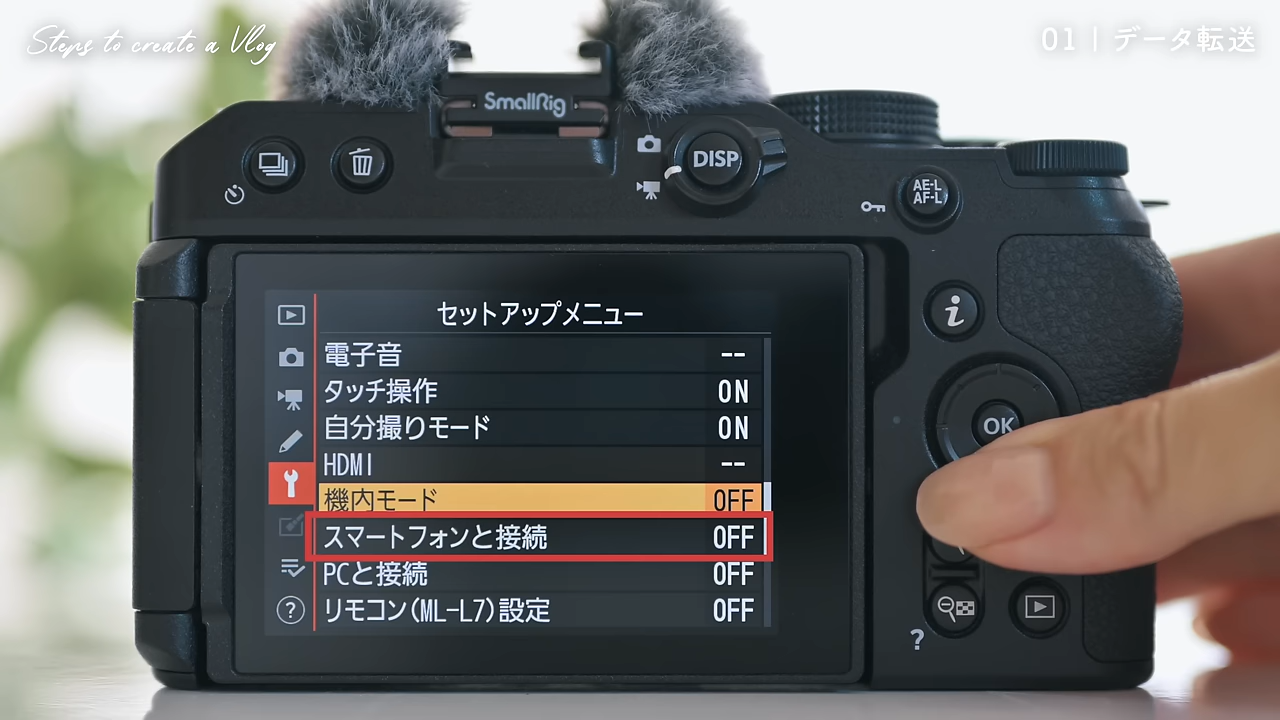 Steps to create a Vlog
01 | データ転送
SmallRig
DISP
AE-L
AF-L
i
OK
?
セットアップメニュー
電子音 --
タッチ操作 ON
自分撮りモード ON
HDMI --
機内モード OFF
スマートフォンと接続 OFF
PCと接続 OFF
リモコン(ML-L7)設定 OFF
?